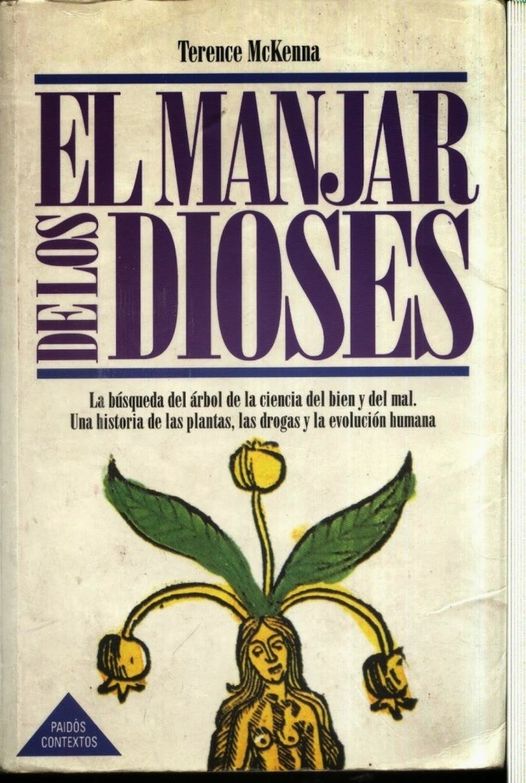 Terence McKenna
EL MANJAR
DE LOS
DIOSES
La búsqueda del árbol de la ciencia del bien y del mal.
Una historia de las plantas, las drogas y la evolución humana
PAIDÓS
CONTEXTOS